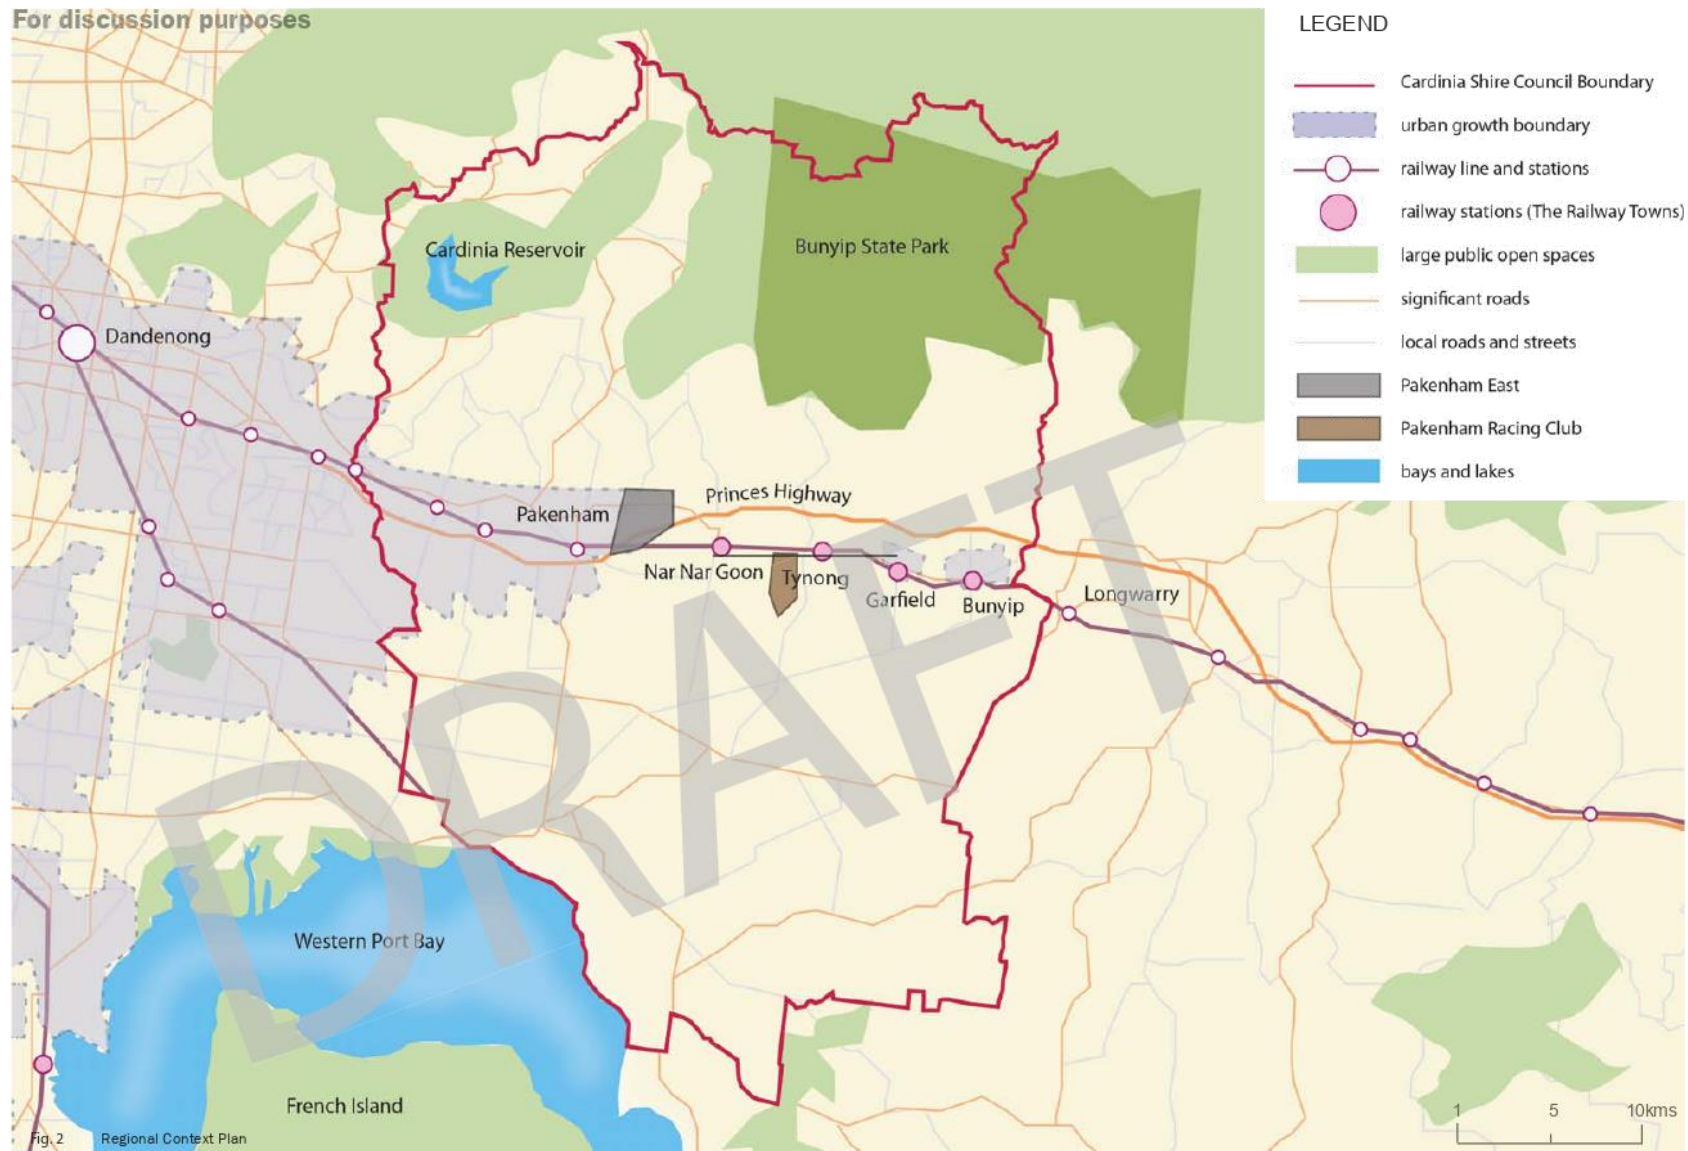 For discussion purposes
LEGEND
Cardinia Shire Council Boundary
urban growth boundary
railway line and stations
railway stations (The Railway Towns)
large public open spaces
significant roads
local roads and streets
Pakenham East
Pakenham Racing Club
bays and lakes
Cardinia Reservoir
Bunyip State Park
Dandenong
Princes Highway
Pakenham
Nar Nar Goon
Tynong
Garfield
Bunyip
Longwarry
DRAFT
Western Port Bay
French Island
1 5 10kms
Fig. 2 Regional Context Plan